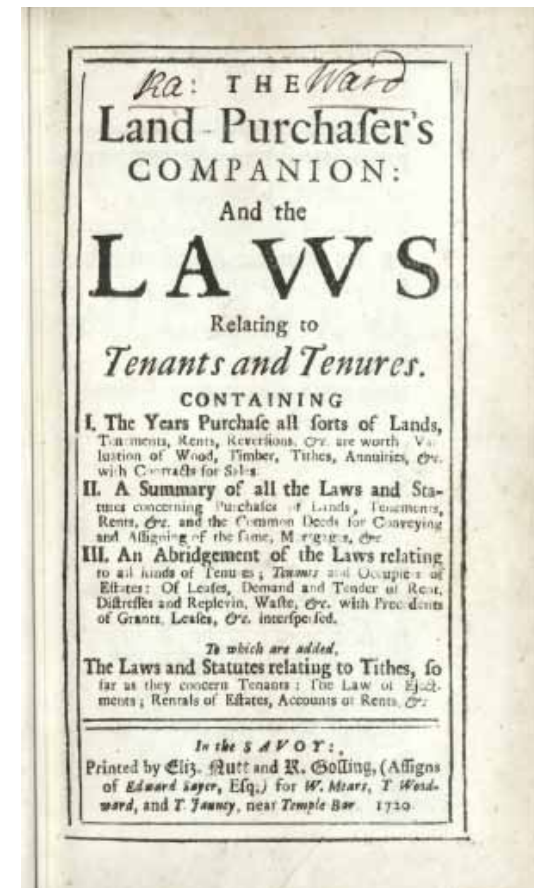 Ra: THE Ward
Land-Purchaſer's
COMPANION:
And the
LAWS
Relating to
Tenants and Tenures.
CONTAINING
I. The Years Purchaſe all ſorts of Lands,
Tenements, Rents, Reverſions, &c. are worth Va-
luation of Wood, Timber, Tithes, Annuities, &c.
with Contracts for Sales.
II. A Summary of all the Laws and Sta-
tutes concerning Purchaſes of Lands, Tenements,
Rents, &c. and the Common Deeds for Conveying
and Aſſigning of the ſame, Mortgages, &c
III. An Abridgement of the Laws relating
to all kinds of Tenures; Tenants and Occupiers of
Eſtates: Of Leaſes, Demand and Tender of Rent,
Diſtreſſes and Replevin, Waſte, &c. with Precedents
of Grants, Leaſes, &c. interſperſed.
To which are added,
The Laws and Statutes relating to Tithes, ſo
far as they concern Tenants: The Law of Eject-
ments; Rentals of Eſtates, Accounts of Rents, &c.
In the SAVOY:
Printed by Eliz. Nutt and R. Goſling, (Aſſigns
of Edward Sayer, Eſq;) for W. Mears, T. Wood-
ward, and T. Jauncy, near Temple Bar. 1720